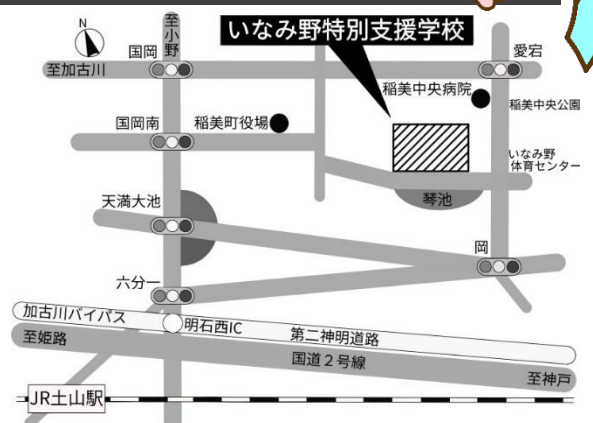 N
至小野
いなみ野特別支援学校
国岡
愛宕
至加古川
稲美中央病院
稲美中央公園
国岡南
稲美町役場
いなみ野
体育センター
天満大池
琴池
岡
六分一
加古川バイパス
明石西IC
第二神明道路
至姫路
国道2号線
至神戸
JR土山駅